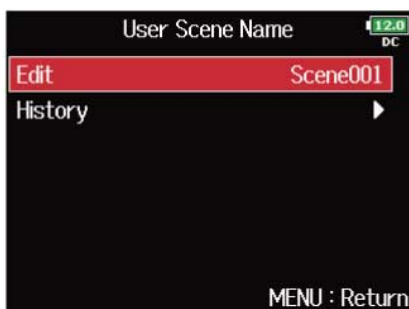 User Scene Name 12.0
DC
Edit Scene001
History
MENU : Return